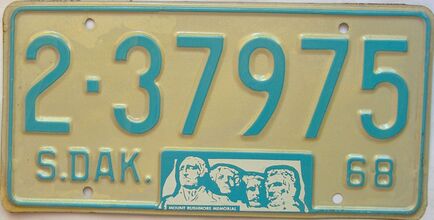 2-37975
S.DAK. 68
MOUNT RUSHMORE MEMORIAL